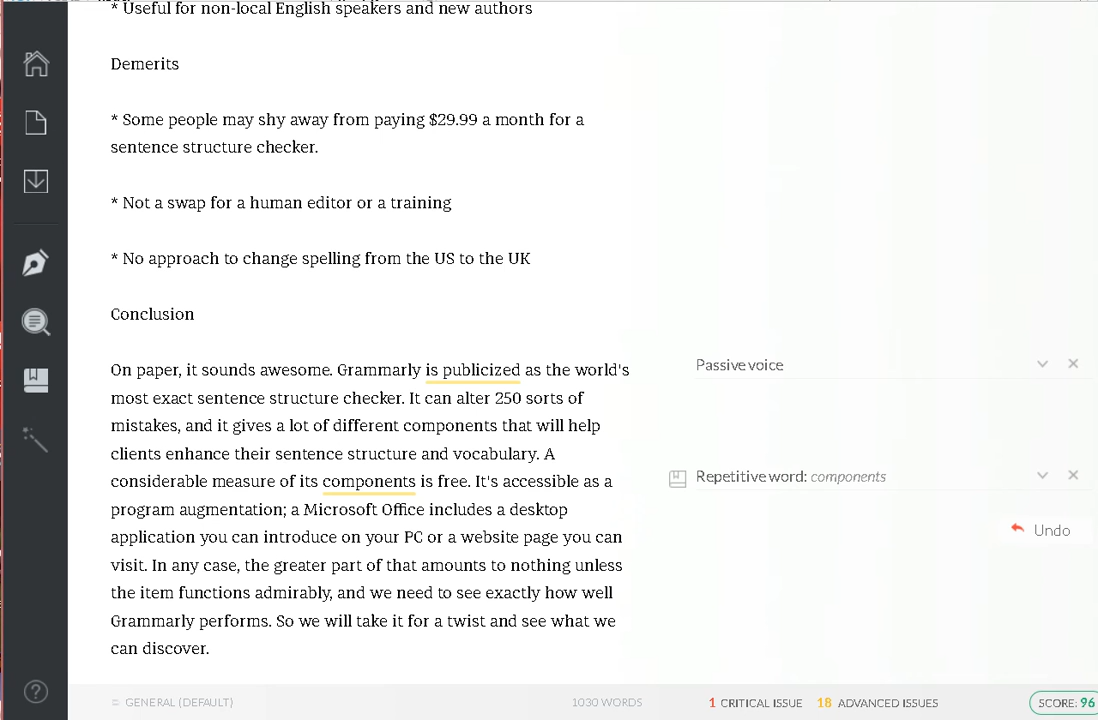 * Useful for non-local English speakers and new authors
Demerits
* Some people may shy away from paying $29.99 a month for a
sentence structure checker.
* Not a swap for a human editor or a training
* No approach to change spelling from the US to the UK
Conclusion
On paper, it sounds awesome. Grammarly is publicized as the world's
most exact sentence structure checker. It can alter 250 sorts of
mistakes, and it gives a lot of different components that will help
clients enhance their sentence structure and vocabulary. A
considerable measure of its components is free. It's accessible as a
program augmentation; a Microsoft Office includes a desktop
application you can introduce on your PC or a website page you can
visit. In any case, the greater part of that amounts to nothing unless
the item functions admirably, and we need to see exactly how well
Grammarly performs. So we will take it for a twist and see what we
can discover.
Passive voice
Repetitive word: components
Undo
GENERAL (DEFAULT) 1030 WORDS 1 CRITICAL ISSUE 18 ADVANCED ISSUES SCORE: 96